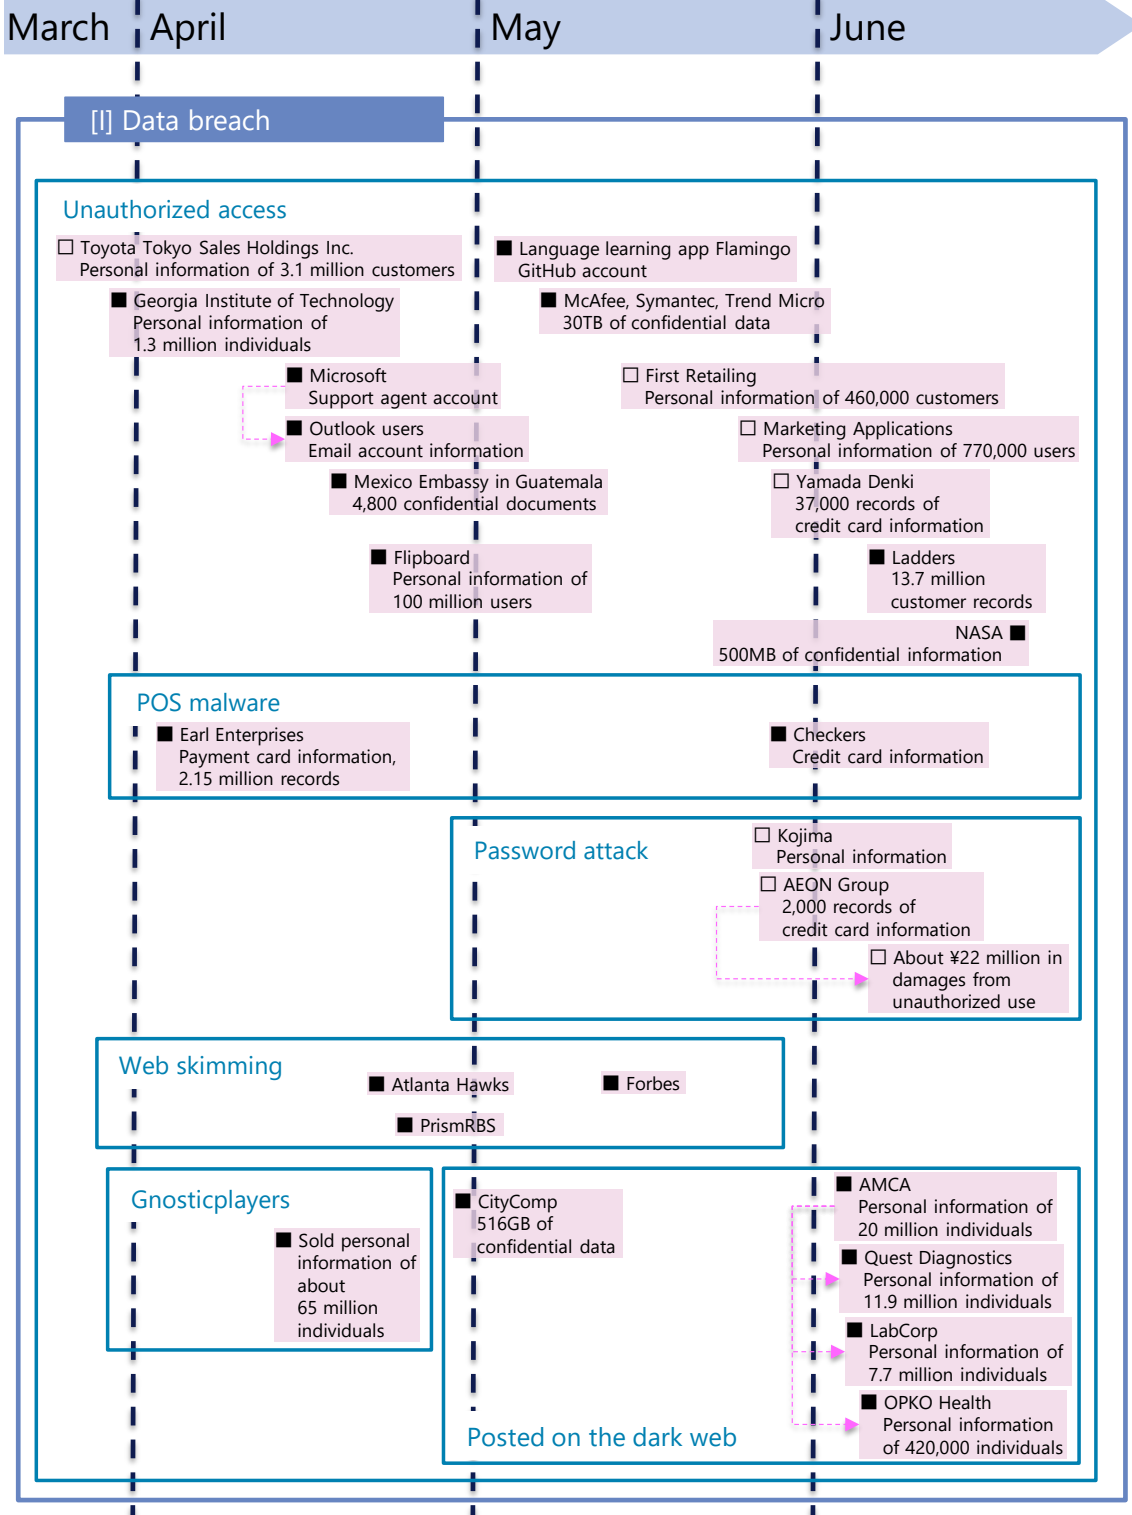 March
April
May
June
[I] Data breach
Unauthorized access
□ Toyota Tokyo Sales Holdings Inc.
Personal information of 3.1 million customers
■ Language learning app Flamingo
GitHub account
■ Georgia Institute of Technology
Personal information of
1.3 million individuals
■ McAfee, Symantec, Trend Micro
30TB of confidential data
■ Microsoft
Support agent account
□ First Retailing
Personal information of 460,000 customers
■ Outlook users
Email account information
□ Marketing Applications
Personal information of 770,000 users
■ Mexico Embassy in Guatemala
4,800 confidential documents
□ Yamada Denki
37,000 records of
credit card information
■ Flipboard
Personal information of
100 million users
■ Ladders
13.7 million
customer records
NASA ■
500MB of confidential information
POS malware
■ Earl Enterprises
Payment card information,
2.15 million records
■ Checkers
Credit card information
Password attack
□ Kojima
Personal information
□ AEON Group
2,000 records of
credit card information
□ About ¥22 million in
damages from
unauthorized use
Web skimming
■ Atlanta Hawks
■ Forbes
■ PrismRBS
Gnosticplayers
■ Sold personal
information of
about
65 million
individuals
■ CityComp
516GB of
confidential data
■ AMCA
Personal information of
20 million individuals
■ Quest Diagnostics
Personal information of
11.9 million individuals
■ LabCorp
Personal information of
7.7 million individuals
■ OPKO Health
Personal information
of 420,000 individuals
Posted on the dark web